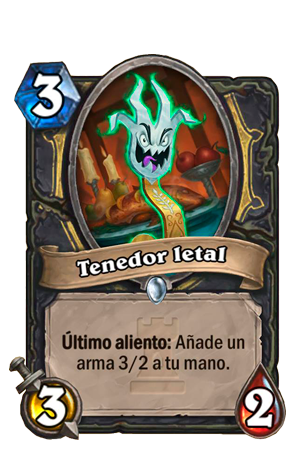 3
Tenedor letal
Último aliento: Añade un
arma 3/2 a tu mano.
3
2